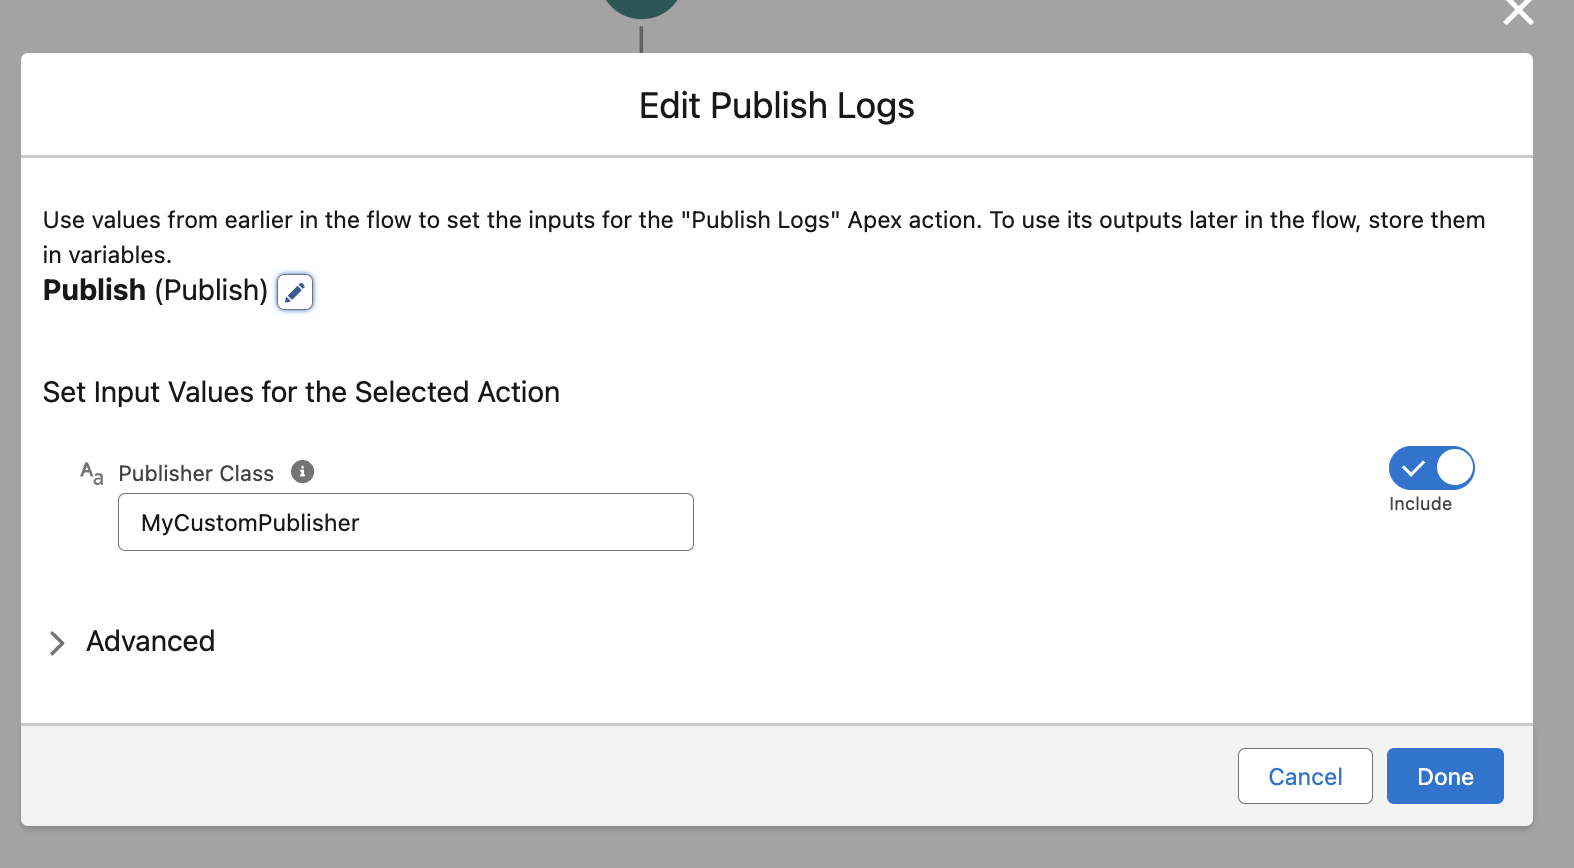 Edit Publish Logs
Use values from earlier in the flow to set the inputs for the "Publish Logs" Apex action. To use its outputs later in the flow, store them
in variables.
Publish (Publish)
Set Input Values for the Selected Action
Aa Publisher Class
MyCustomPublisher
Include
Advanced
Cancel Done